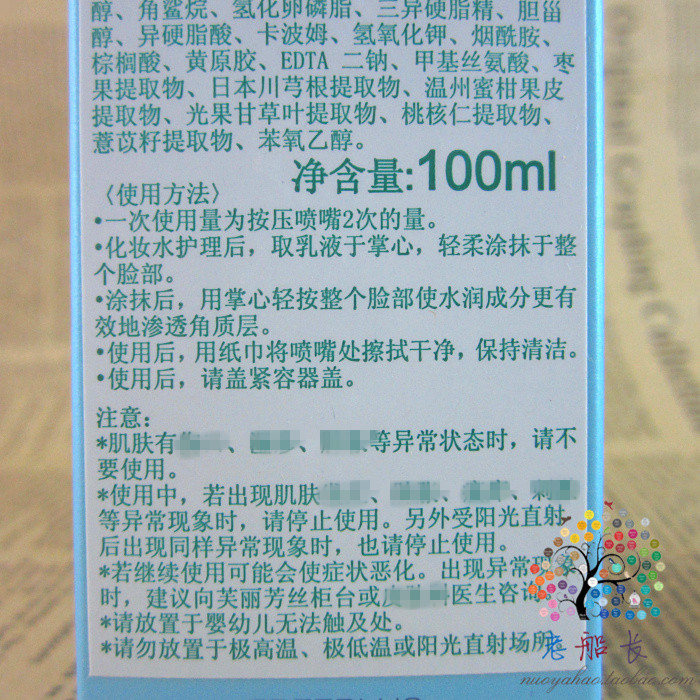 醇、角鲨烷、氢化卵磷脂、三异硬脂精、胆甾
醇、异硬脂酸、卡波姆、氢氧化钾、烟酰胺、
棕榈酸、黄原胶、EDTA 二钠、甲基丝氨酸、枣
果提取物、日本川芎根提取物、温州蜜柑果皮
提取物、光果甘草叶提取物、桃核仁提取物、
薏苡籽提取物、苯氧乙醇。
净含量:100ml
〈使用方法〉
•一次使用量为按压喷嘴2次的量。
•化妆水护理后，取乳液于掌心，轻柔涂抹于整
个脸部。
•涂抹后，用掌心轻按整个脸部使水润成分更有
效地渗透角质层。
•使用后，用纸巾将喷嘴处擦拭干净，保持清洁。
•使用后，请盖紧容器盖。
注意：
*肌肤有、、等异常状态时，请不
要使用。
*使用中，若出现肌肤、、、
等异常现象时，请停止使用。另外受阳光直射
后出现同样异常现象时，也请停止使用。
*若继续使用可能会使症状恶化。出现异常现
时，建议向芙丽芳丝柜台或医生咨
*请放置于婴幼儿无法触及处。
*请勿放置于极高温、极低温或阳光直射场所
老船长
nuoyahao.taobao.com